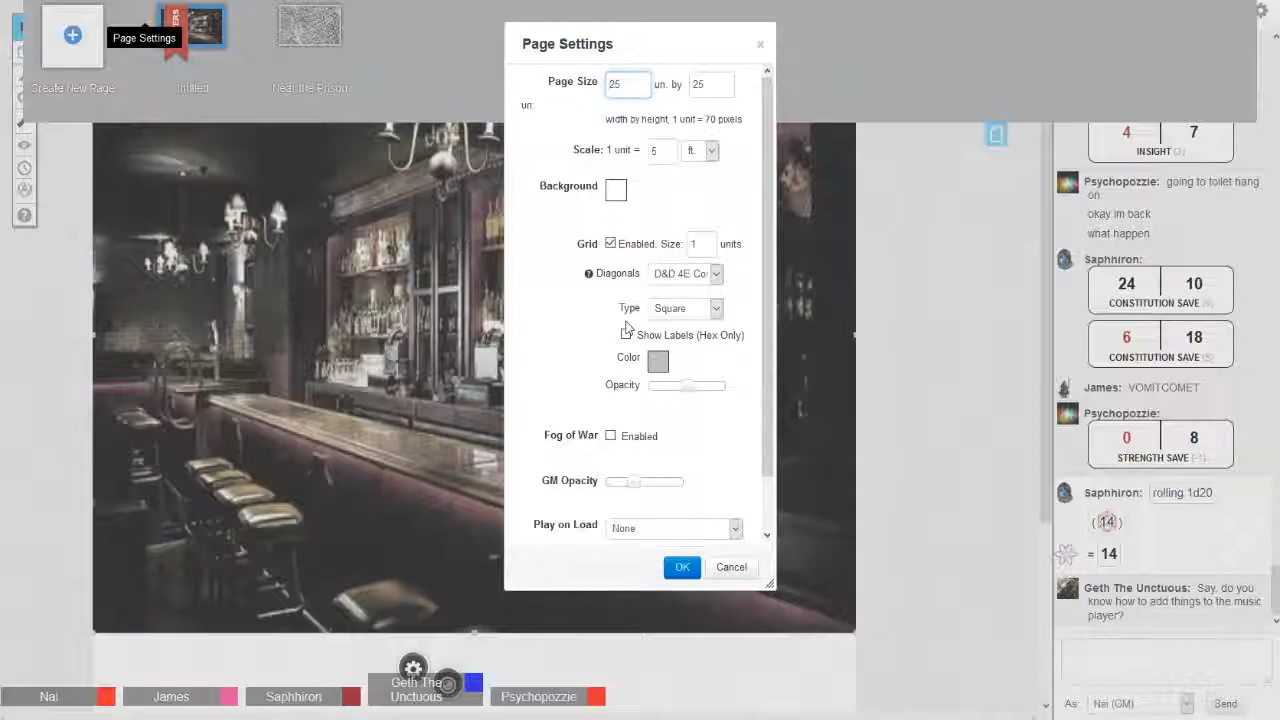 Page Settings
ERS
Create New Page
Untitled
Near the Prison
Page Settings
Page Size
25
un. by
25
un.
width by height, 1 unit = 70 pixels
Scale: 1 unit =
5
ft.
Background
Grid
Enabled. Size:
1
units
Diagonals
D&D 4E Co
Type
Square
Show Labels (Hex Only)
Color
Opacity
Fog of War
Enabled
GM Opacity
Play on Load
None
OK
Cancel
4
7
INSIGHT (3)
Psychopozzie: going to toilet hang
on
okay im back
what happen
Saphhiron:
24
10
CONSTITUTION SAVE
6
18
CONSTITUTION SAVE
James: VOMITCOMET
Psychopozzie:
0
8
STRENGTH SAVE (-1)
Saphhiron: rolling 1d20
(14)
= 14
Geth The Unctuous: Say, do you
know how to add things to the music
player?
As:
Nai (GM)
Send
Nai
James
Saphhiron
Geth The
Unctuous
Psychopozzie